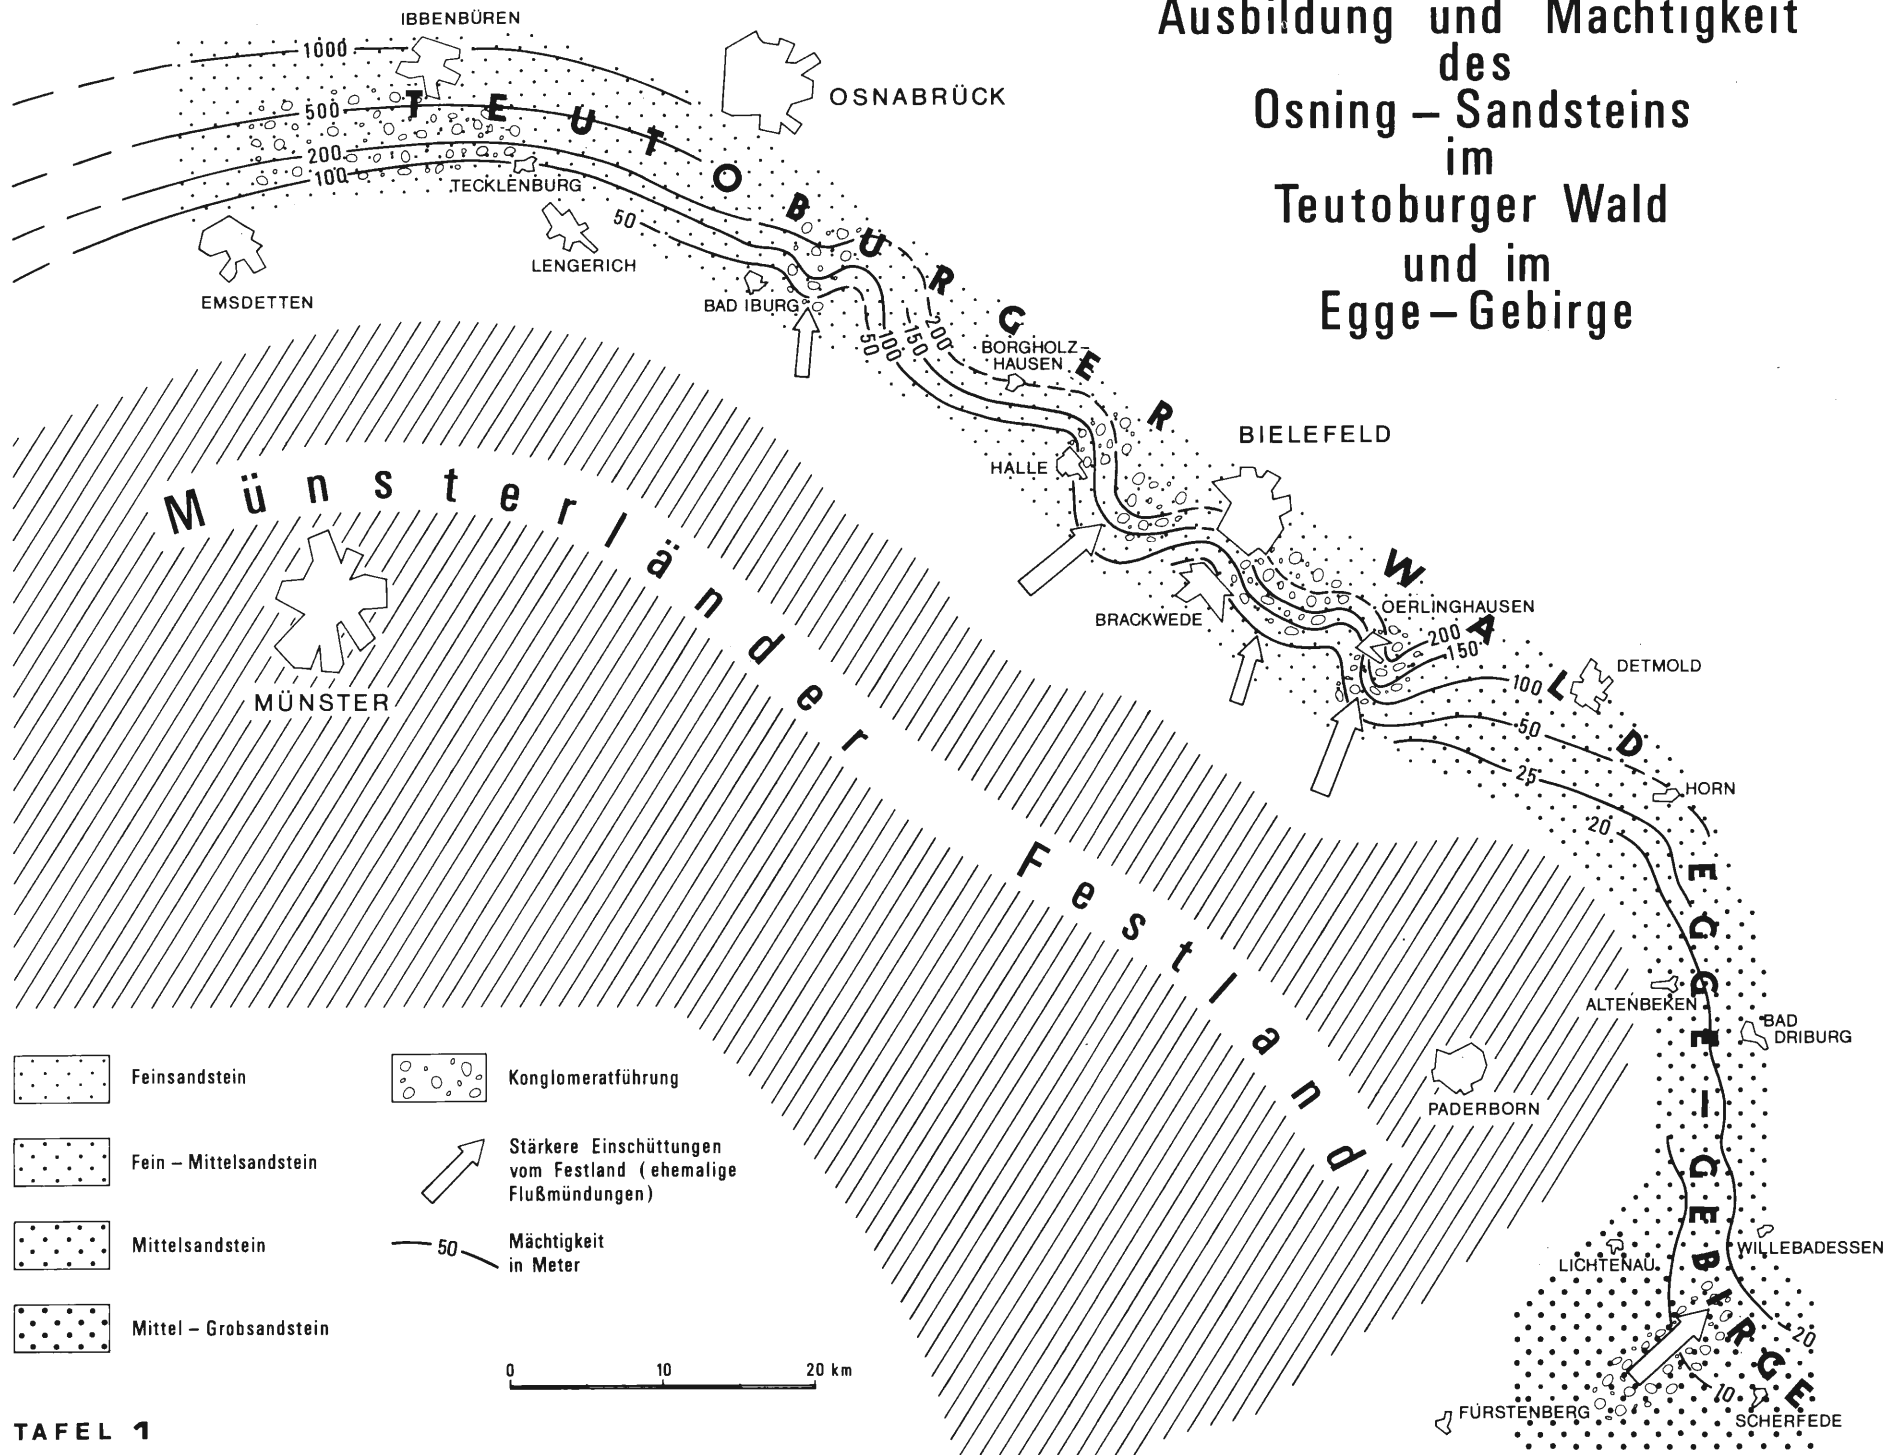 Ausbildung und Mächtigkeit
des
Osning – Sandsteins
im
Teutoburger Wald
und im
Egge – Gebirge
IBBENBÜREN
OSNABRÜCK
1000
500
200
100
50
TEUTOBURGER WALD
TECKLENBURG
LENGERICH
EMSDETTEN
BAD IBURG
50
100
150
200
BORGHOLZ–
HAUSEN
BIELEFELD
HALLE
BRACKWEDE
OERLINGHAUSEN
200
150
100
50
25
20
DETMOLD
HORN
Münsterländer Festland
MÜNSTER
EGGE – GEBIRGE
ALTENBEKEN
BAD
DRIBURG
PADERBORN
WILLEBADESSEN
LICHTENAU
20
10
SCHERFEDE
FÜRSTENBERG
Feinsandstein
Fein – Mittelsandstein
Mittelsandstein
Mittel – Grobsandstein
Konglomeratführung
Stärkere Einschüttungen
vom Festland ( ehemalige
Flußmündungen )
50
Mächtigkeit
in Meter
0 10 20 km
TAFEL 1